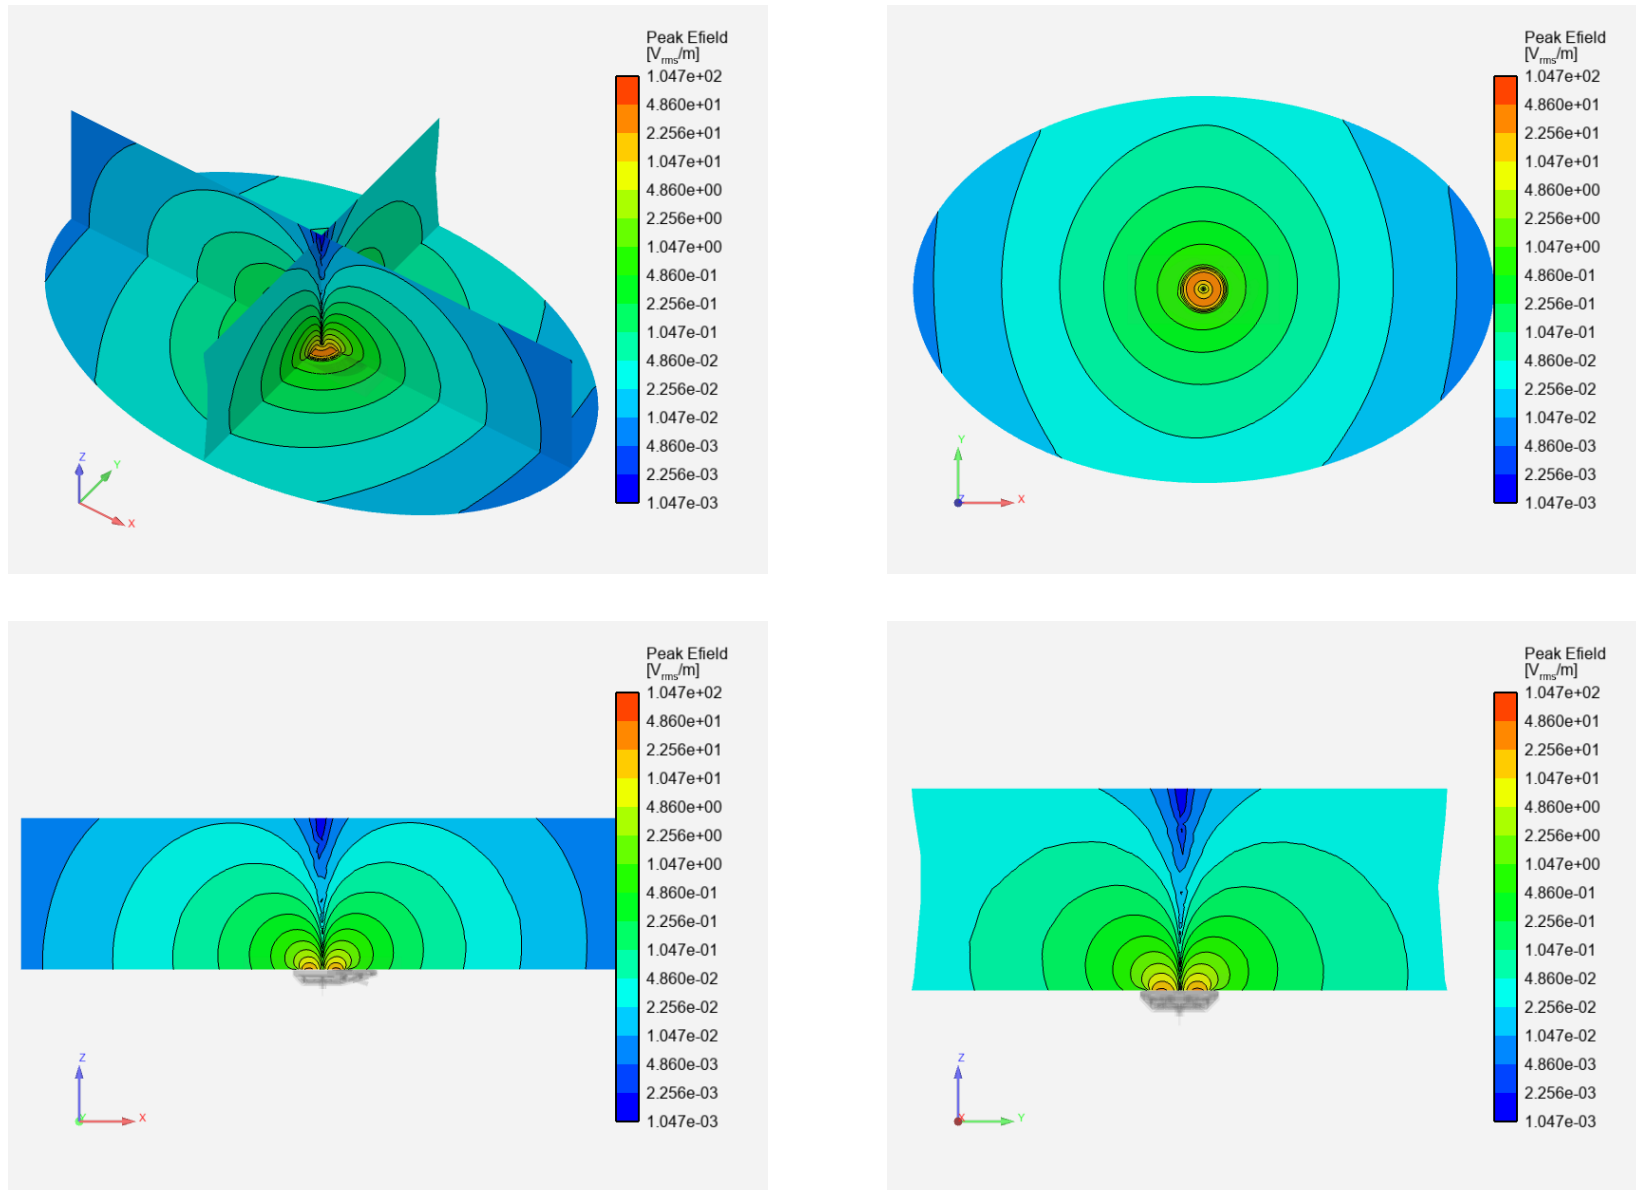 Peak Efield
[Vrms/m]
1.047e+02
4.860e+01
2.256e+01
1.047e+01
4.860e+00
2.256e+00
1.047e+00
4.860e-01
2.256e-01
1.047e-01
4.860e-02
2.256e-02
1.047e-02
4.860e-03
2.256e-03
1.047e-03
Z
Y
X
Peak Efield
[Vrms/m]
1.047e+02
4.860e+01
2.256e+01
1.047e+01
4.860e+00
2.256e+00
1.047e+00
4.860e-01
2.256e-01
1.047e-01
4.860e-02
2.256e-02
1.047e-02
4.860e-03
2.256e-03
1.047e-03
Y
Z
X
Peak Efield
[Vrms/m]
1.047e+02
4.860e+01
2.256e+01
1.047e+01
4.860e+00
2.256e+00
1.047e+00
4.860e-01
2.256e-01
1.047e-01
4.860e-02
2.256e-02
1.047e-02
4.860e-03
2.256e-03
1.047e-03
Z
Y
X
Peak Efield
[Vrms/m]
1.047e+02
4.860e+01
2.256e+01
1.047e+01
4.860e+00
2.256e+00
1.047e+00
4.860e-01
2.256e-01
1.047e-01
4.860e-02
2.256e-02
1.047e-02
4.860e-03
2.256e-03
1.047e-03
Z
X
Y